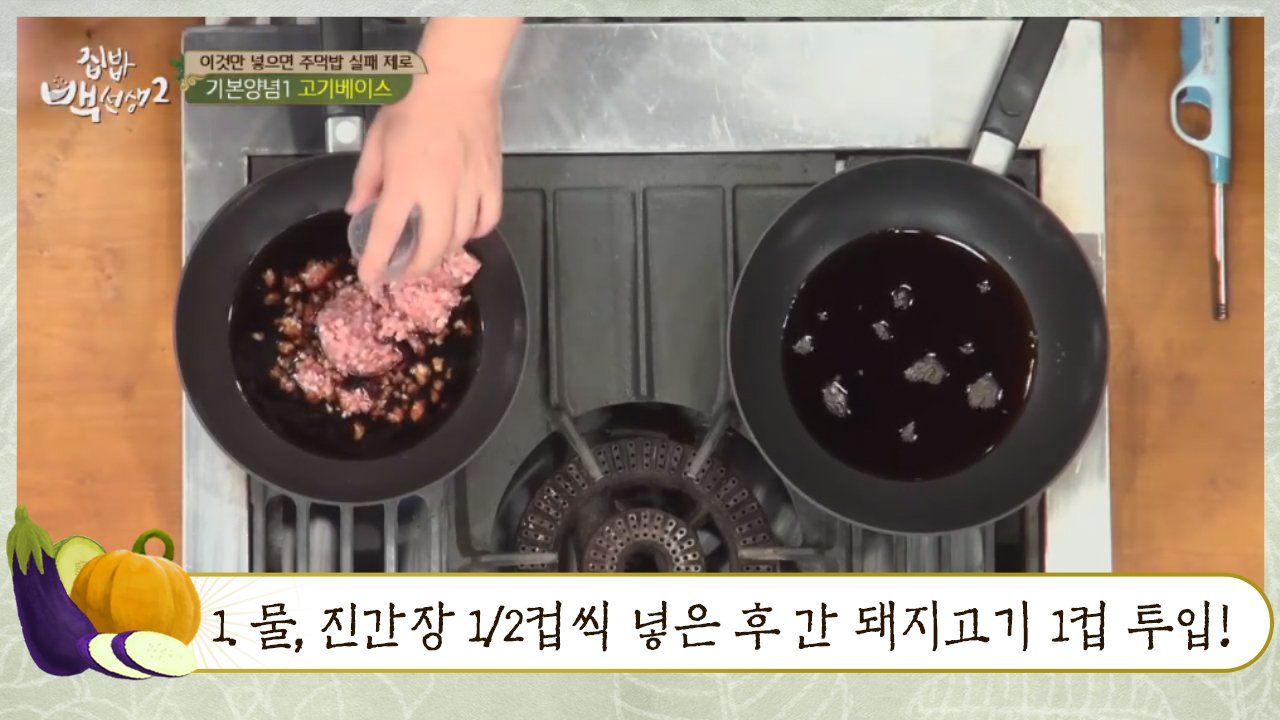 집밥
백선생2
이것만 넣으면 주먹밥 실패 제로
기본양념1 고기베이스
1. 물, 진간장 1/2컵씩 넣은 후 간 돼지고기 1컵 투입!